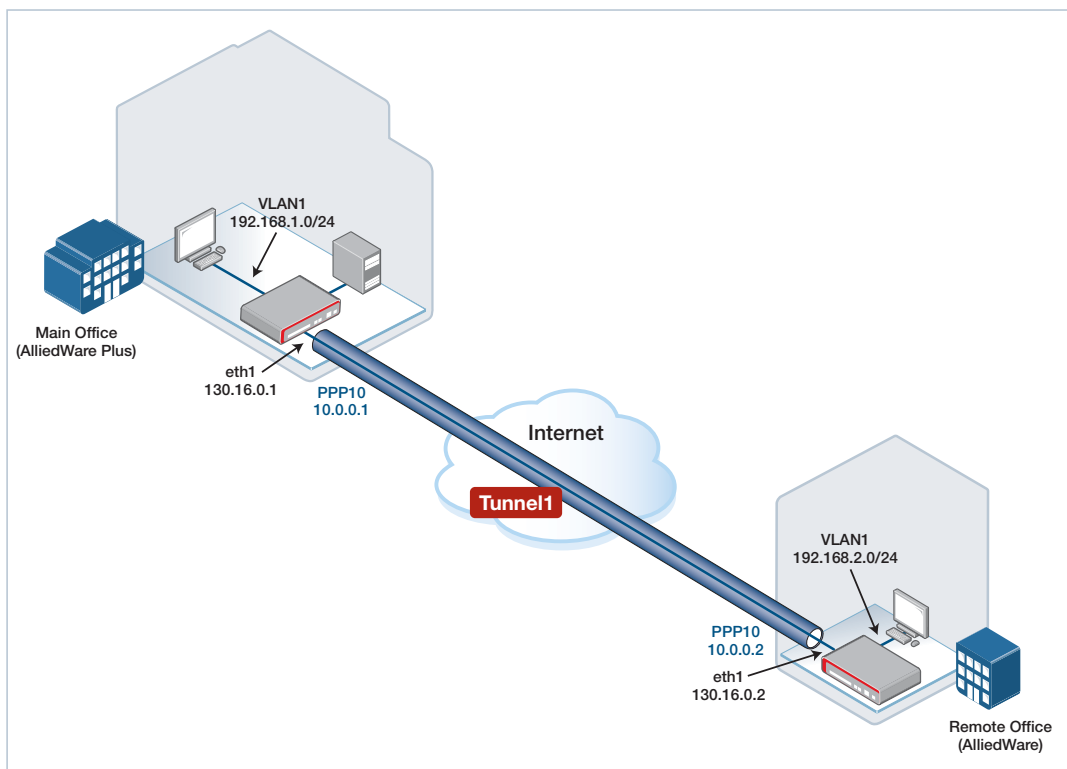 VLAN1
192.168.1.0/24
Main Office
(AlliedWare Plus)
eth1
130.16.0.1
PPP10
10.0.0.1
Internet
Tunnel1
VLAN1
192.168.2.0/24
PPP10
10.0.0.2
eth1
130.16.0.2
Remote Office
(AlliedWare)